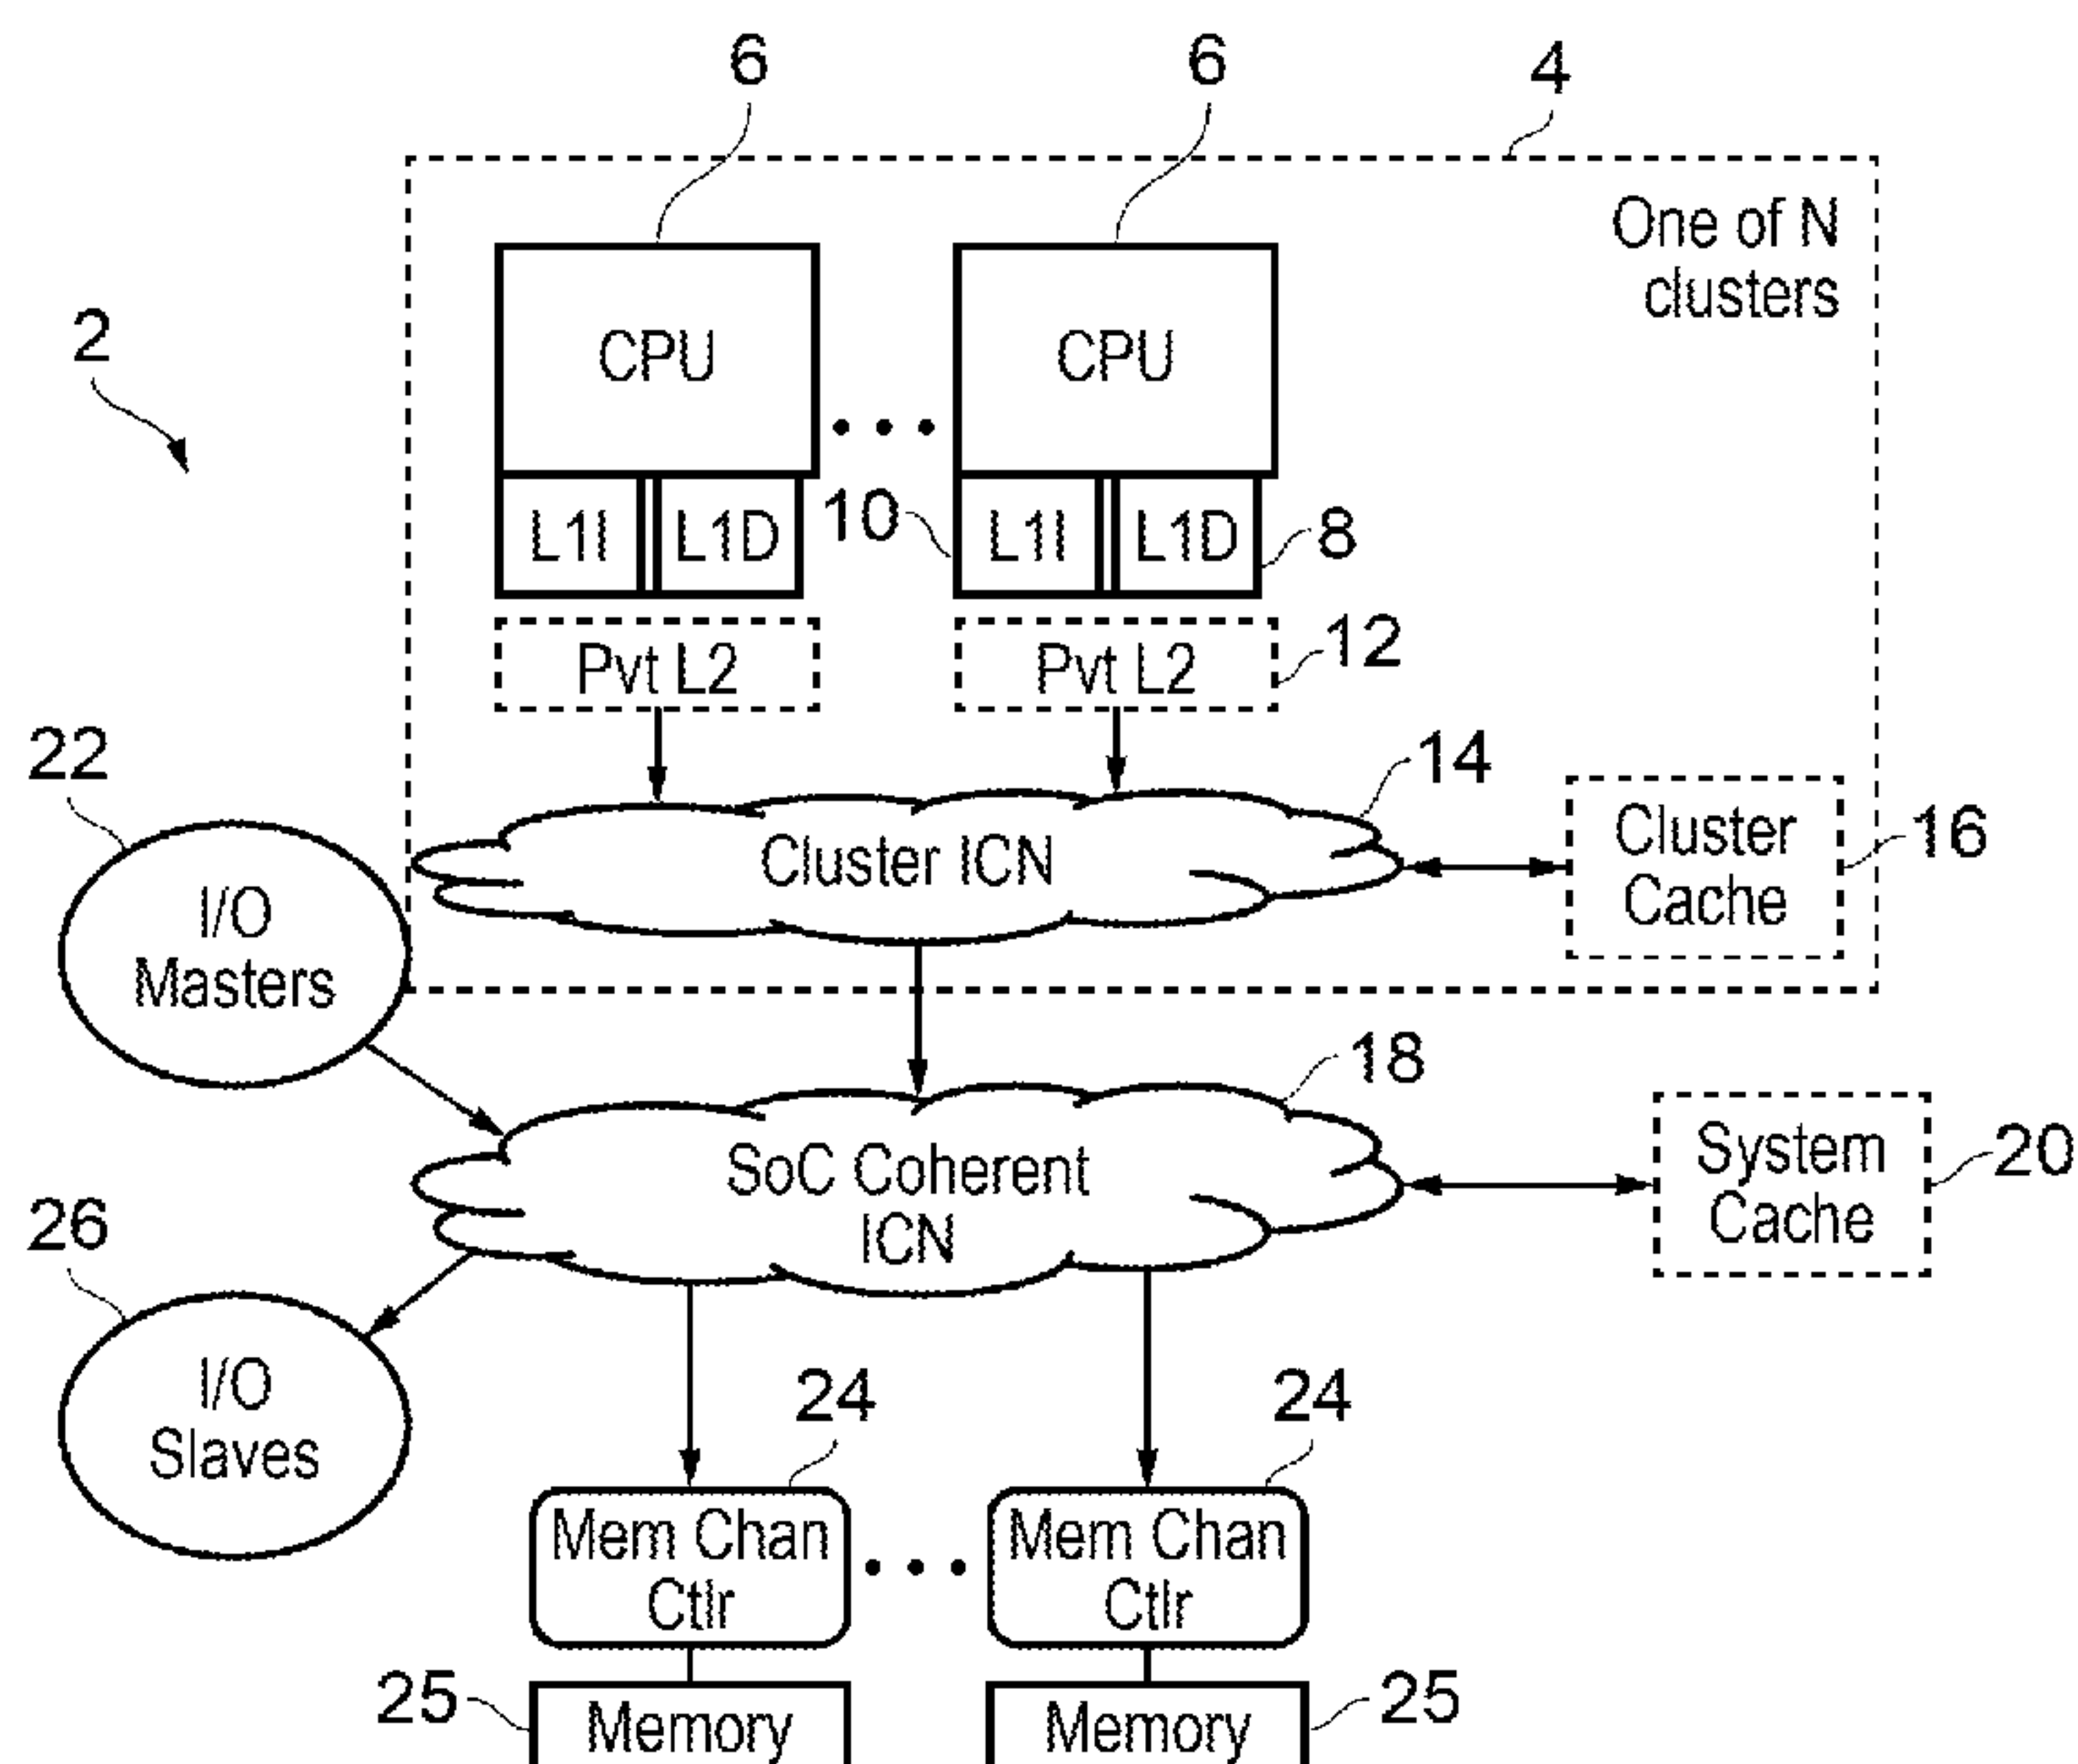 6
6
4
One of N
clusters
2
CPU
CPU
L1I
L1D
10
L1I
L1D
8
Pvt L2
Pvt L2
12
22
14
Cluster ICN
Cluster
Cache
16
I/O
Masters
18
SoC Coherent
ICN
System
Cache
20
26
I/O
Slaves
24
24
Mem Chan
Ctlr
Mem Chan
Ctlr
25
Memory
Memory
25